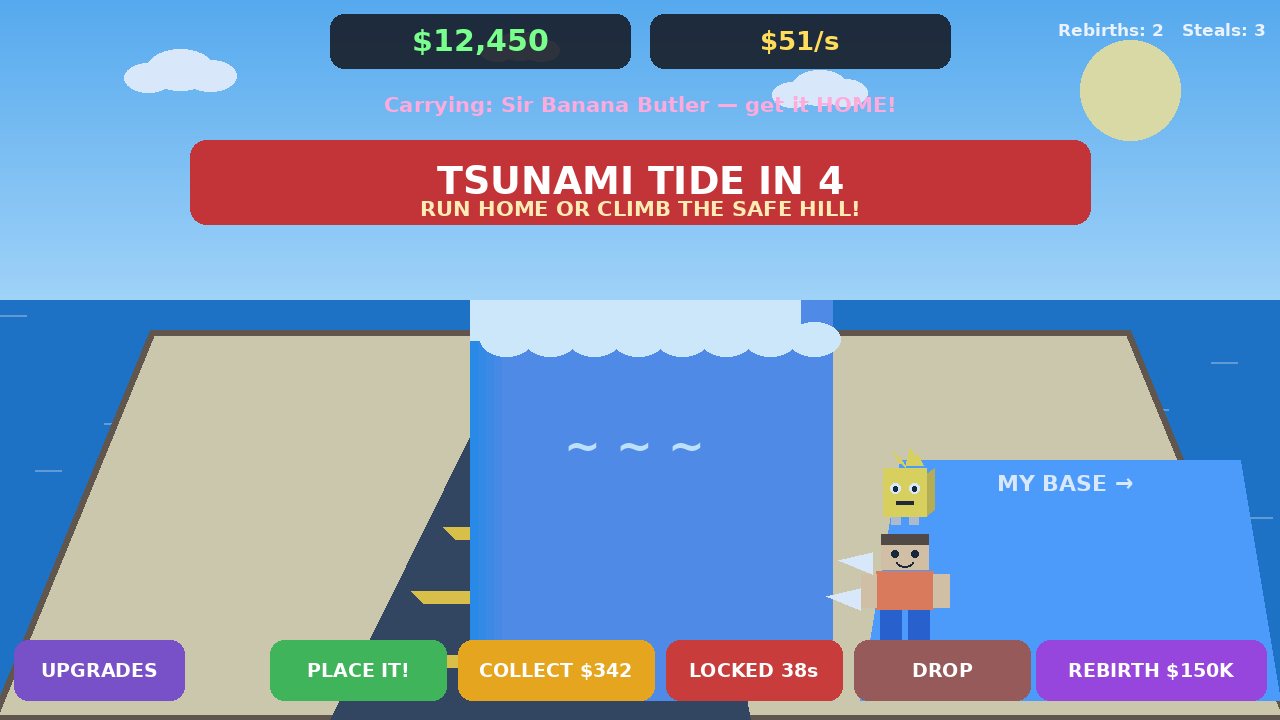 $12,450
$51/s
Rebirths: 2 Steals: 3
Carrying: Sir Banana Butler — get it HOME!
TSUNAMI TIDE IN 4
RUN HOME OR CLIMB THE SAFE HILL!
~ ~ ~
MY BASE →
UPGRADES
PLACE IT!
COLLECT $342
LOCKED 38s
DROP
REBIRTH $150K